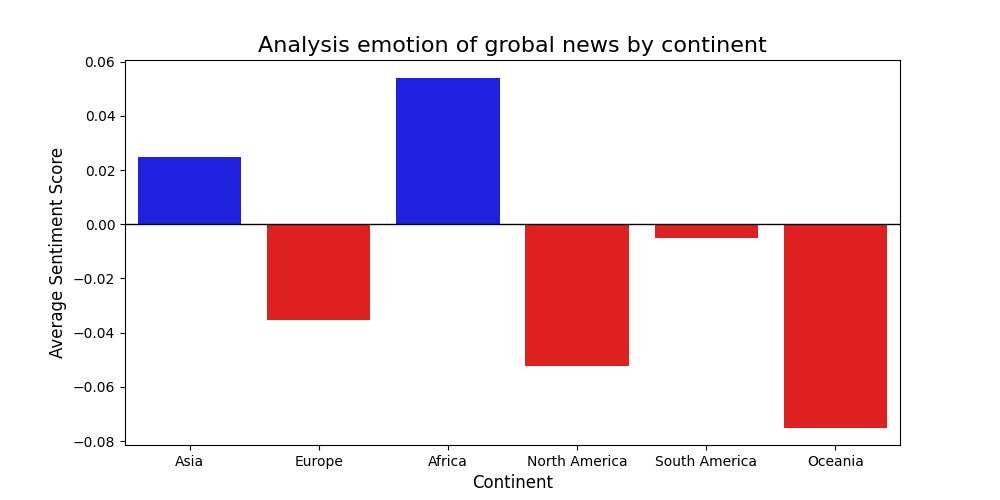 Analysis emotion of grobal news by continent
0.06
0.04
0.02
0.00
−0.02
−0.04
−0.06
−0.08
Average Sentiment Score
Asia
Europe
Africa
North America
South America
Oceania
Continent